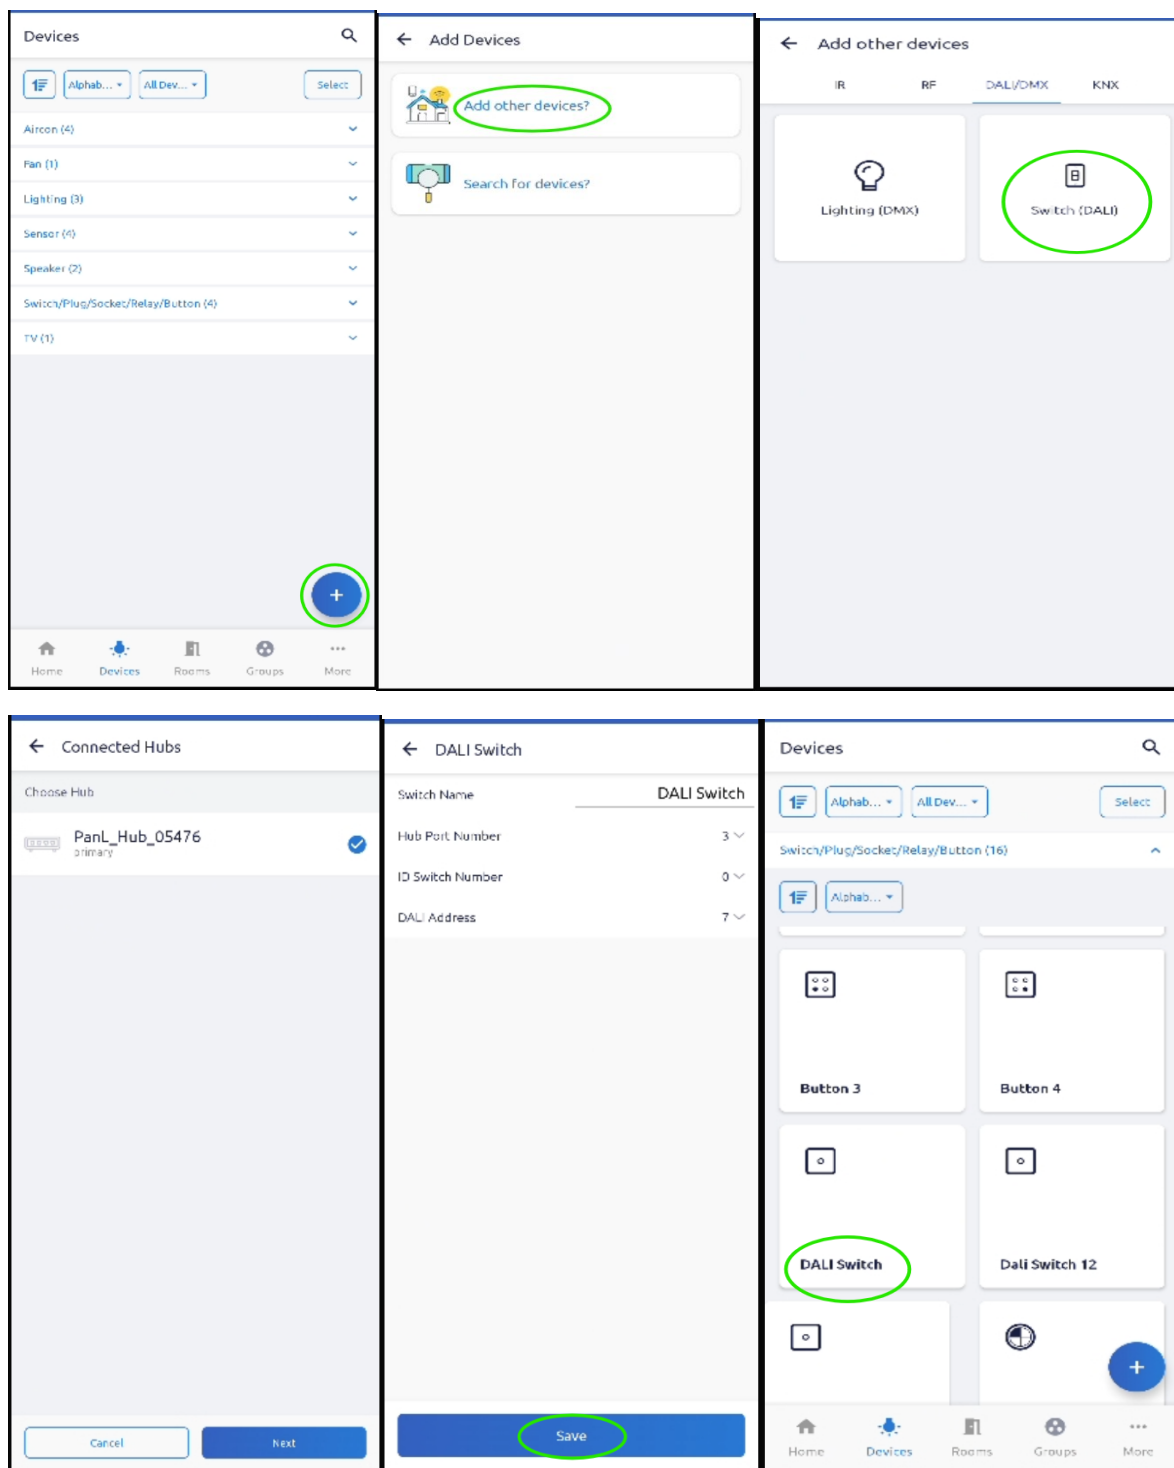 Devices
Alphab...
All Dev...
Select
Aircon (4)
Fan (1)
Lighting (3)
Sensor (4)
Speaker (2)
Switch/Plug/Socket/Relay/Button (4)
TV (1)
+
Home Devices Rooms Groups More
Add Devices
Add other devices?
Search for devices?
Add other devices
IR RF DALI/DMX KNX
Lighting (DMX)
Switch (DALI)
Connected Hubs
Choose Hub
PanL_Hub_05476
primary
Cancel Next
DALI Switch
Switch Name DALI Switch
Hub Port Number 3
ID Switch Number 0
DALI Address 7
Save
Devices
Alphab...
All Dev...
Select
Switch/Plug/Socket/Relay/Button (16)
Alphab...
Button 3
Button 4
DALI Switch
Dali Switch 12
+
Home Devices Rooms Groups More